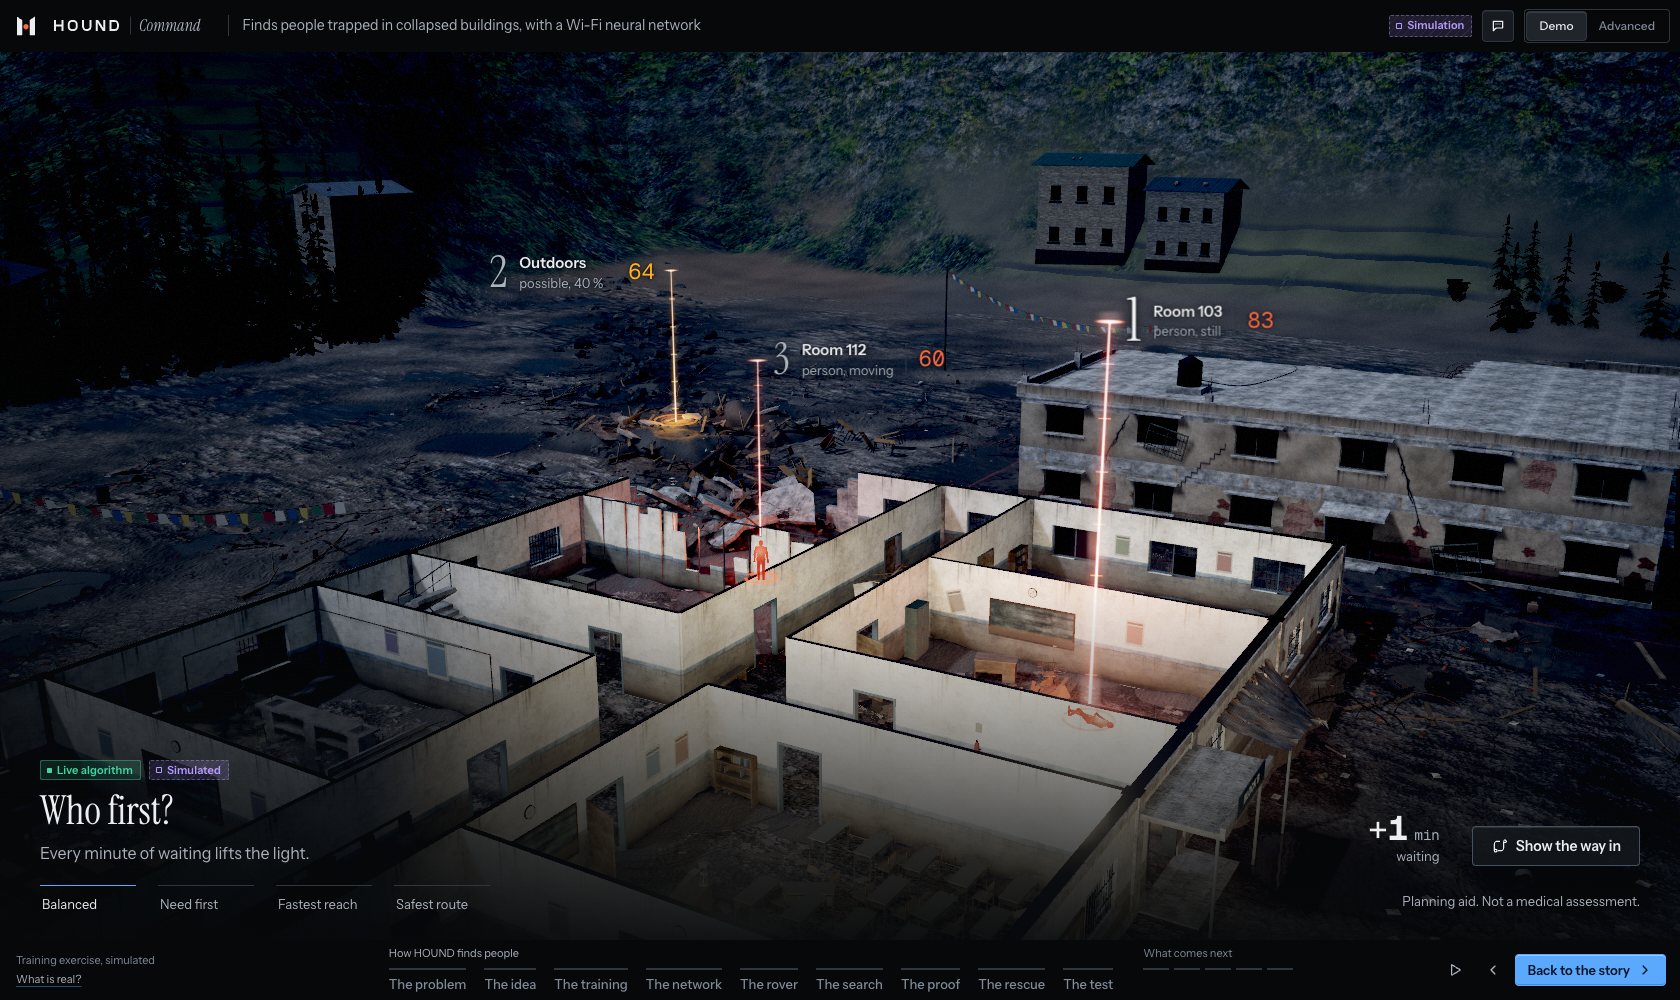 HOUND Command
Finds people trapped in collapsed buildings, with a Wi-Fi neural network
Simulation
Demo
Advanced
2 Outdoors 64
possible, 40 %
1 Room 103 83
person, still
3 Room 112 60
person, moving
Live algorithm
Simulated
Who first?
Every minute of waiting lifts the light.
Balanced
Need first
Fastest reach
Safest route
+1 min
waiting
Show the way in
Planning aid. Not a medical assessment.
Training exercise, simulated
What is real?
How HOUND finds people
The problem
The idea
The training
The network
The rover
The search
The proof
The rescue
The test
What comes next
Back to the story